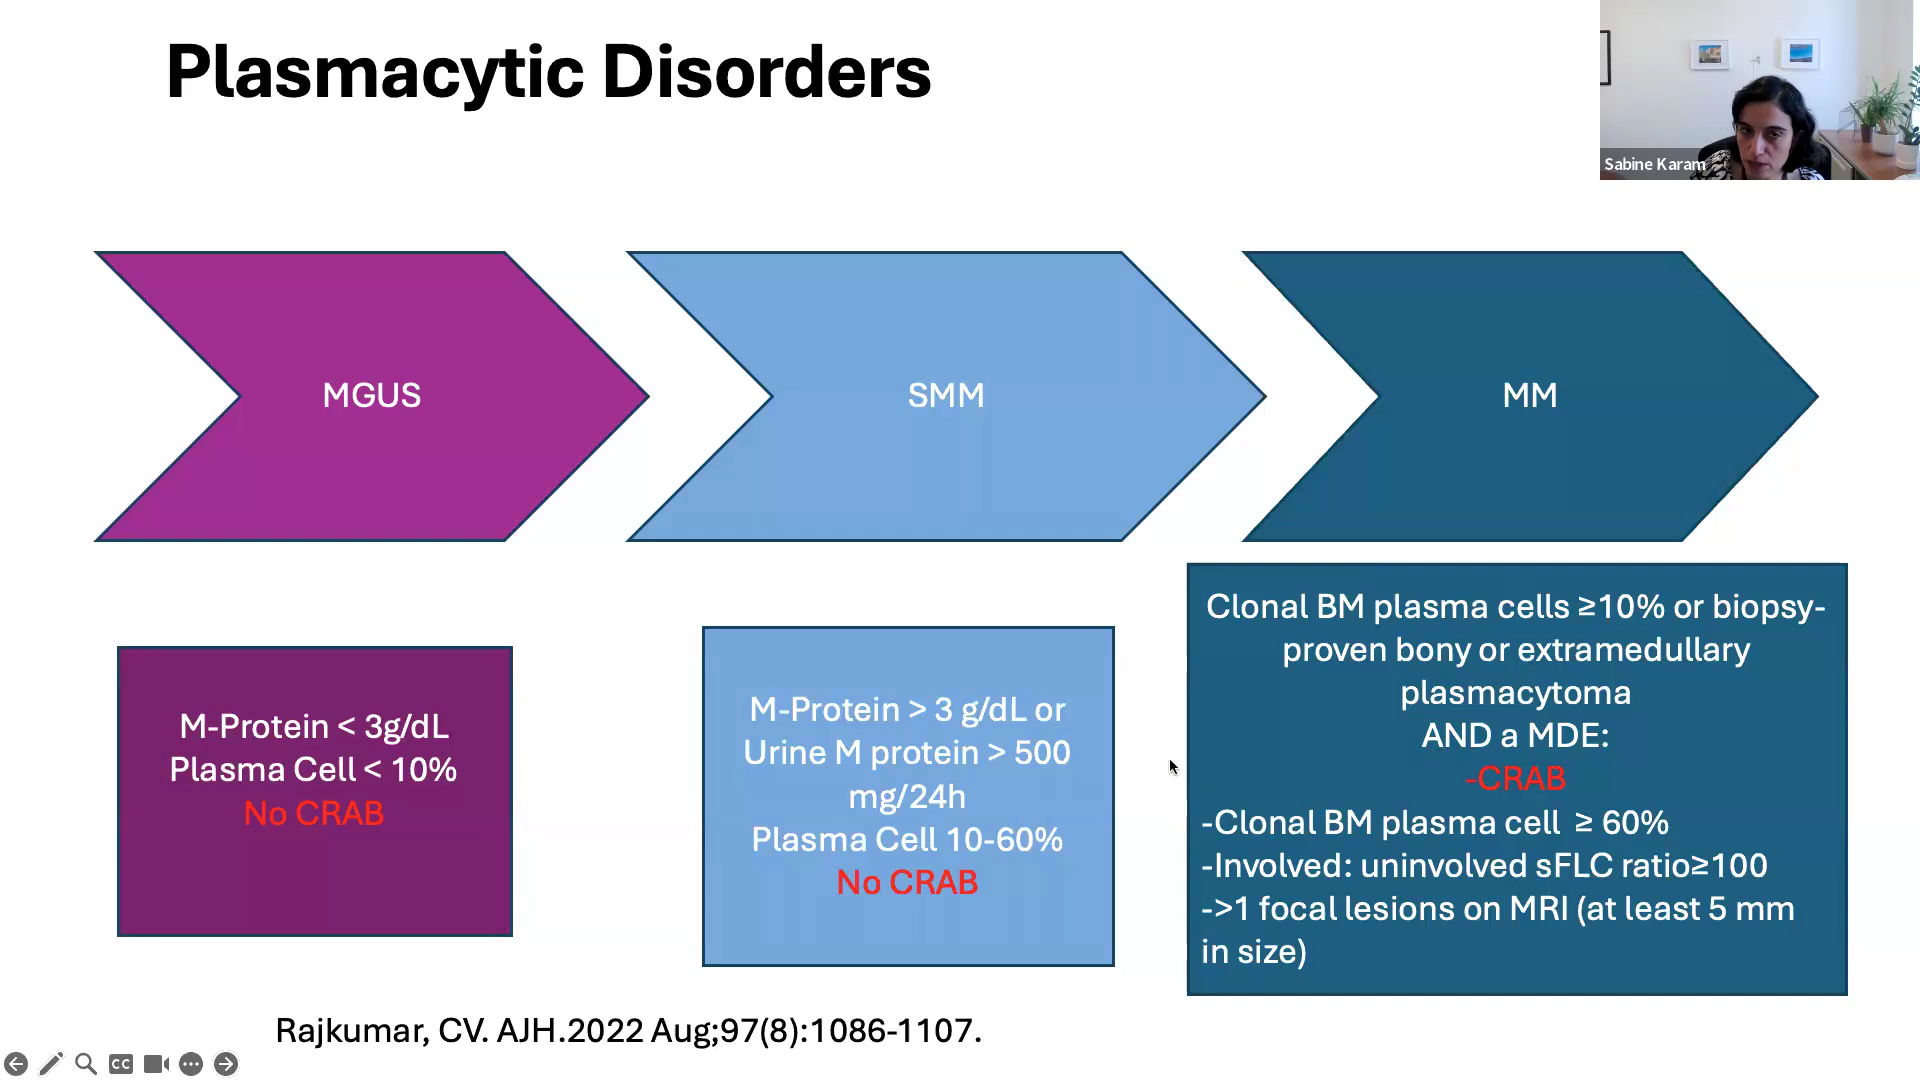 Plasmacytic Disorders
Sabine Karam
MGUS
SMM
MM
M-Protein < 3g/dL
Plasma Cell < 10%
No CRAB
M-Protein > 3 g/dL or
Urine M protein > 500
mg/24h
Plasma Cell 10-60%
No CRAB
Clonal BM plasma cells ≥10% or biopsy-
proven bony or extramedullary
plasmacytoma
AND a MDE:
-CRAB
-Clonal BM plasma cell ≥ 60%
-Involved: uninvolved sFLC ratio≥100
->1 focal lesions on MRI (at least 5 mm
in size)
Rajkumar, CV. AJH.2022 Aug;97(8):1086-1107.
CC